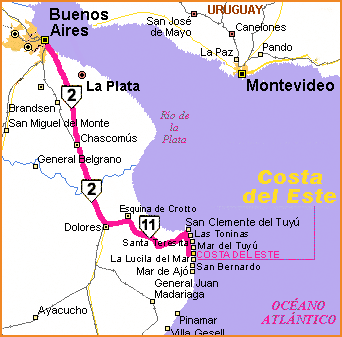 URUGUAY
San José
de Mayo
Canelones
Buenos
Aires
La Paz
Pando
2
La Plata
Montevideo
Brandsen
San Miguel del Monte
Río de
la
Plata
Chascomús
General Belgrano
2
Costa
del Este
Esquina de Crotto
11
San Clemente del Tuyú
Dolores
Las Toninas
Santa Teresita
Mar del Tuyú
COSTA DEL ESTE
La Lucila del Mar
San Bernardo
Mar de Ajó
General Juan
Madariaga
OCÉANO
ATLÁNTICO
Ayacucho
Pinamar
Villa Gesell